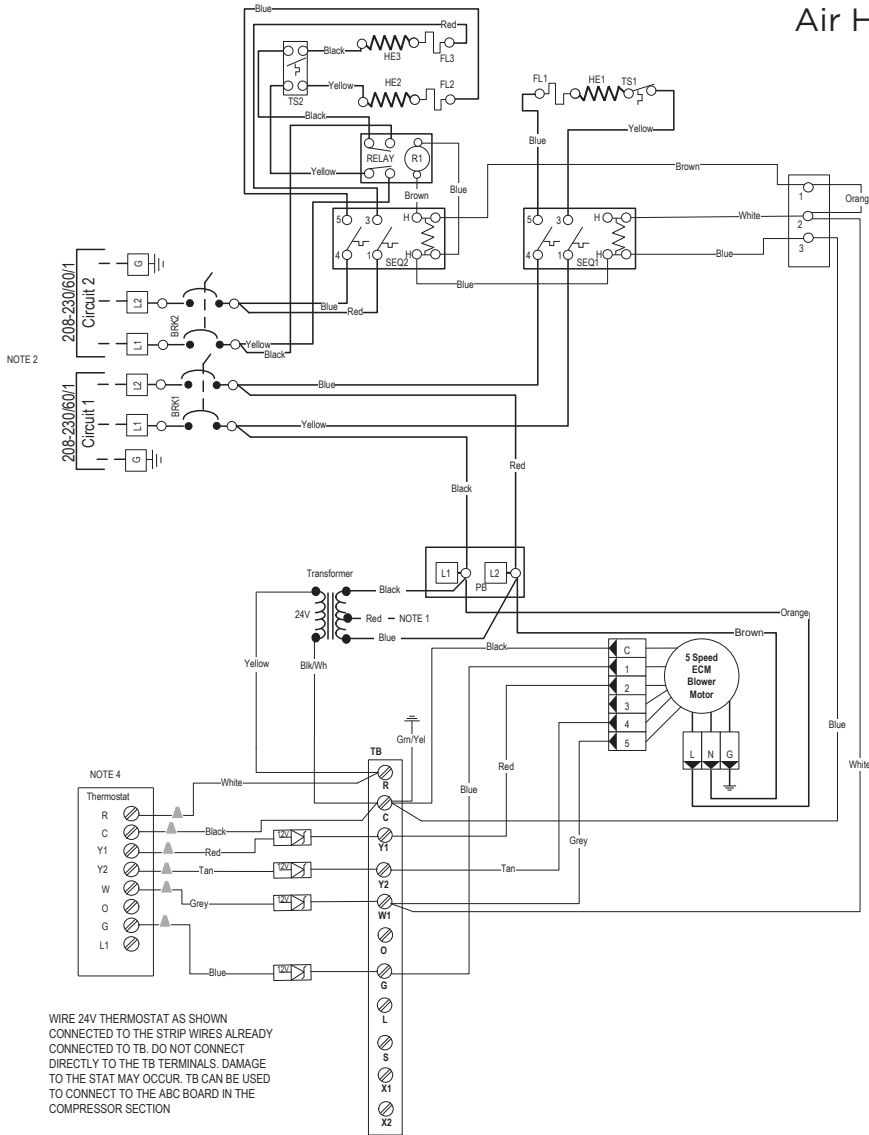 Air H
Blue
Red
Black
HE3
FL3
Yellow
HE2
FL2
TS2
FL1
HE1
TS1
Black
Yellow
Blue
RELAY
R1
Yellow
Brown
Blue
Brown
1
Orang
5
3
H
5
3
H
White
2
4
1
H
SEQ2
4
1
H
SEQ1
Blue
3
Blue
208-230/60/1
Circuit 2
G
L2
BRK2
L1
Blue
Red
Yellow
Black
NOTE 2
208-230/60/1
Circuit 1
L2
BRK1
L1
G
Blue
Yellow
Red
Black
L1
L2
PB
Transformer
24V
Black
Red
NOTE 1
Blue
Orange
Brown
Yellow
Blk/Wh
Black
C
1
2
3
4
5
5 Speed
ECM
Blower
Motor
L
N
G
Blue
White
Grn/Yel
Red
Blue
Grey
TB
NOTE 4
Thermostat
R
C
Y1
Y2
W
O
G
L1
White
Black
Red
Tan
Grey
Blue
12V
12V
12V
12V
R
C
Y1
Y2
W1
O
G
L
S
X1
X2
Tan
WIRE 24V THERMOSTAT AS SHOWN
CONNECTED TO THE STRIP WIRES ALREADY
CONNECTED TO TB. DO NOT CONNECT
DIRECTLY TO THE TB TERMINALS. DAMAGE
TO THE STAT MAY OCCUR. TB CAN BE USED
TO CONNECT TO THE ABC BOARD IN THE
COMPRESSOR SECTION